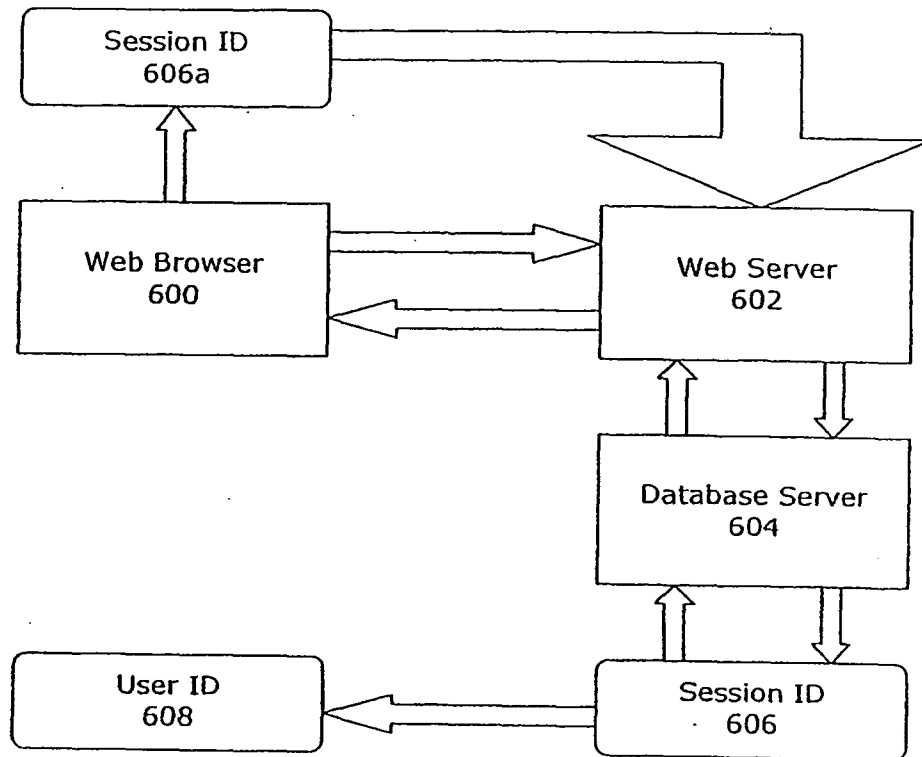 Session ID
606a
Web Browser
600
Web Server
602
Database Server
604
User ID
608
Session ID
606